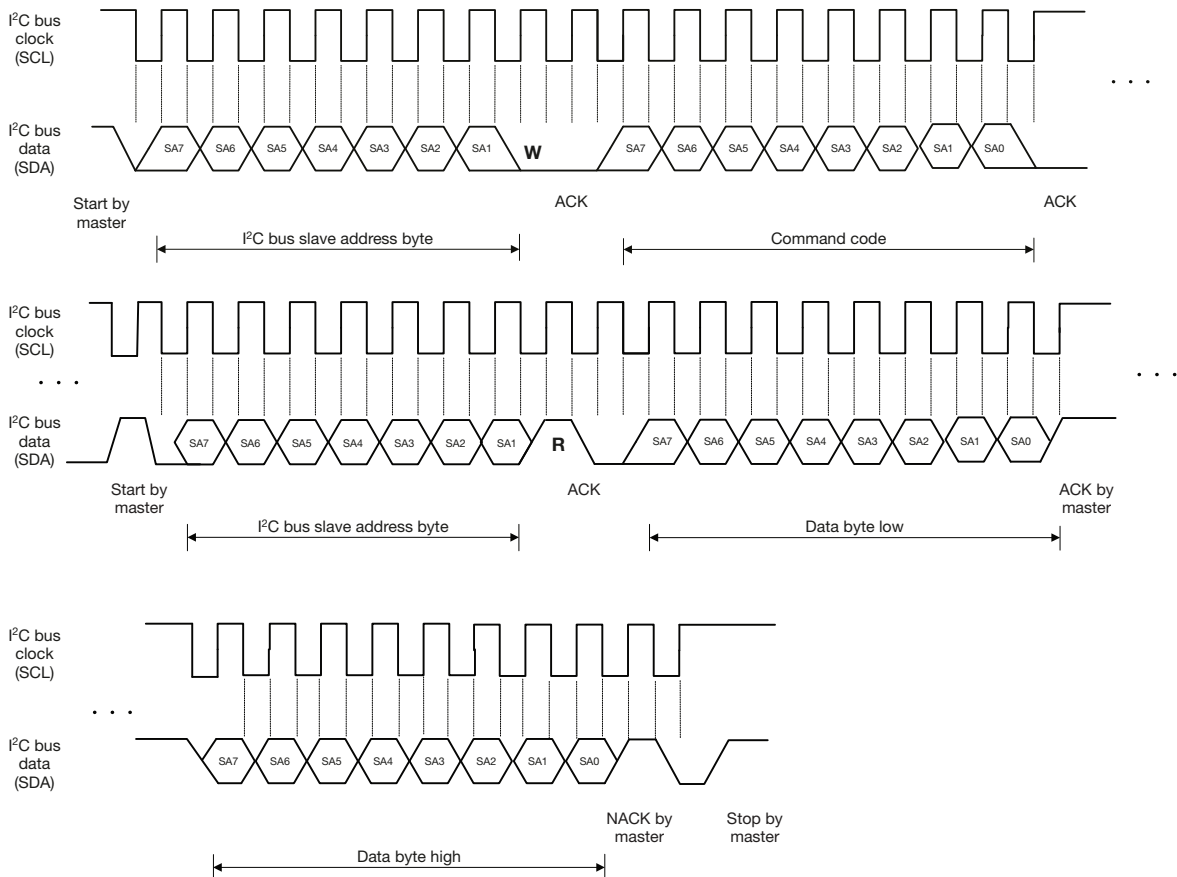 I²C bus
clock
(SCL)
. . .
I²C bus
data
(SDA)
SA7 SA6 SA5 SA4 SA3 SA2 SA1 W SA7 SA6 SA5 SA4 SA3 SA2 SA1 SA0
Start by
master
ACK
ACK
I²C bus slave address byte
Command code
I²C bus
clock
(SCL)
. . .
. . .
I²C bus
data
(SDA)
SA7 SA6 SA5 SA4 SA3 SA2 SA1 R SA7 SA6 SA5 SA4 SA3 SA2 SA1 SA0
Start by
master
ACK
ACK by
master
I²C bus slave address byte
Data byte low
I²C bus
clock
(SCL)
. . .
I²C bus
data
(SDA)
SA7 SA6 SA5 SA4 SA3 SA2 SA1 SA0
NACK by
master
Stop by
master
Data byte high